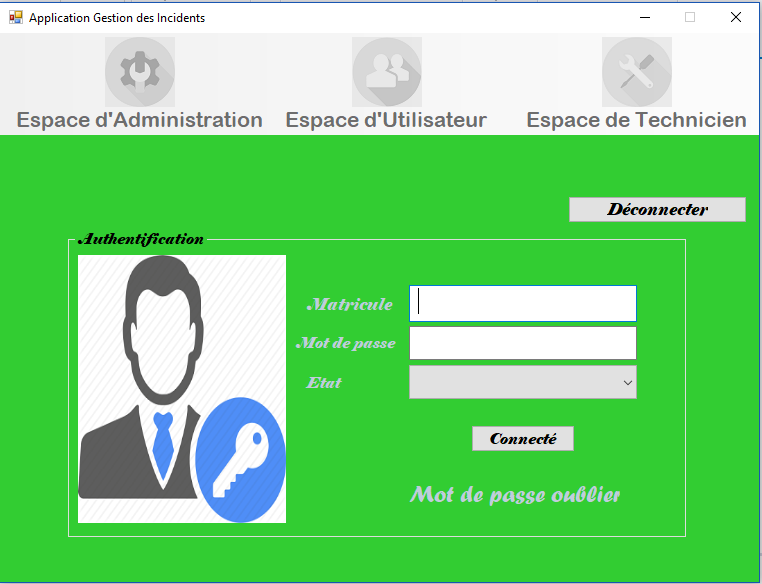 Application Gestion des Incidents
Espace d'Administration
Espace d'Utilisateur
Espace de Technicien
Déconnecter
Authentification
Matricule
Mot de passe
Etat
Connecté
Mot de passe oublier